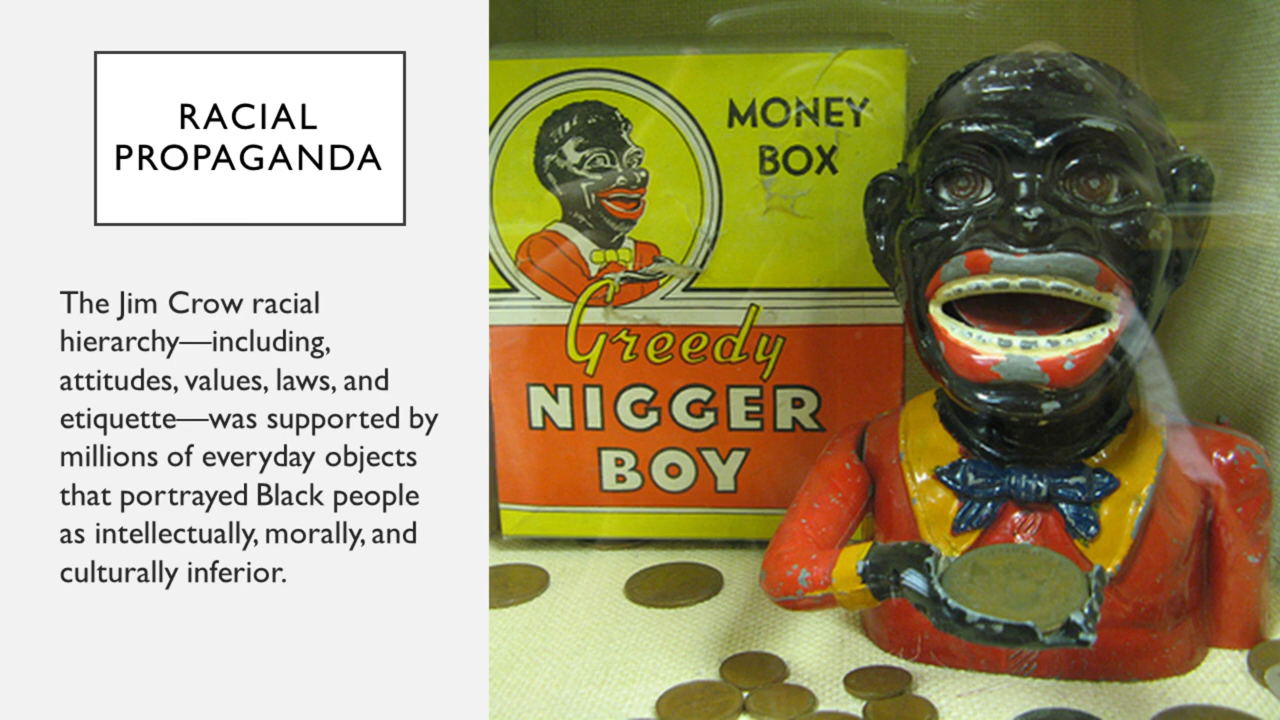 RACIAL
PROPAGANDA
The Jim Crow racial
hierarchy—including,
attitudes, values, laws, and
etiquette—was supported by
millions of everyday objects
that portrayed Black people
as intellectually, morally, and
culturally inferior.
MONEY
BOX
Greedy
NIGGER
BOY